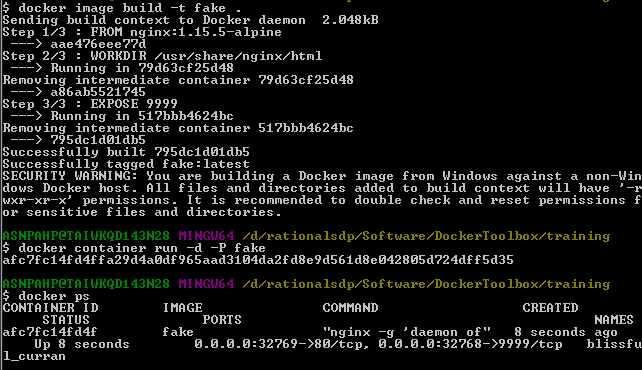 $ docker image build -t fake .
Sending build context to Docker daemon  2.048kB
Step 1/3 : FROM nginx:1.15.5-alpine
 ---> aae476eee77d
Step 2/3 : WORKDIR /usr/share/nginx/html
 ---> Running in 79d63cf25d48
Removing intermediate container 79d63cf25d48
 ---> a86ab5521745
Step 3/3 : EXPOSE 9999
 ---> Running in 517bbb4624bc
Removing intermediate container 517bbb4624bc
 ---> 795dc1d01db5
Successfully built 795dc1d01db5
Successfully tagged fake:latest
SECURITY WARNING: You are building a Docker image from Windows against a non-Win
dows Docker host. All files and directories added to build context will have '-r
wxr-xr-x' permissions. It is recommended to double check and reset permissions f
or sensitive files and directories.
ASNPAHP@TAIWKQD143N28 MINGW64 /d/rationalsdp/Software/DockerToolbox/training
$ docker container run -d -P fake
afc7fc14fd4ffa29d4a0df965aad3104da2fd8e9d561d8e042805d724dff5d35
ASNPAHP@TAIWKQD143N28 MINGW64 /d/rationalsdp/Software/DockerToolbox/training
$ docker ps
CONTAINER ID        IMAGE               COMMAND                  CREATED
      STATUS              PORTS                                           NAMES
afc7fc14fd4f        fake                "nginx -g 'daemon of"   8 seconds ago
      Up 8 seconds        0.0.0.0:32769->80/tcp, 0.0.0.0:32768->9999/tcp   blissfu
l_curran